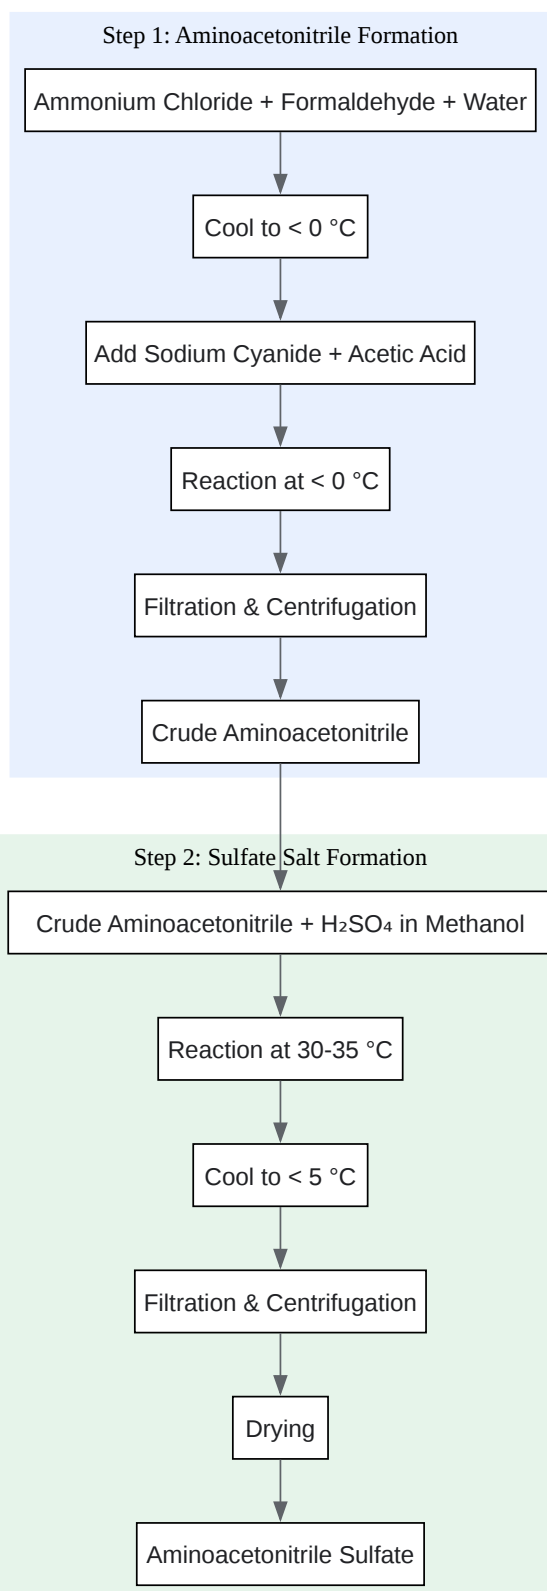 Step 1: Aminoacetonitrile Formation
Ammonium Chloride + Formaldehyde + Water
Cool to < 0 °C
Add Sodium Cyanide + Acetic Acid
Reaction at < 0 °C
Filtration & Centrifugation
Crude Aminoacetonitrile
Step 2: Sulfate Salt Formation
Crude Aminoacetonitrile + H₂SO₄ in Methanol
Reaction at 30-35 °C
Cool to < 5 °C
Filtration & Centrifugation
Drying
Aminoacetonitrile Sulfate